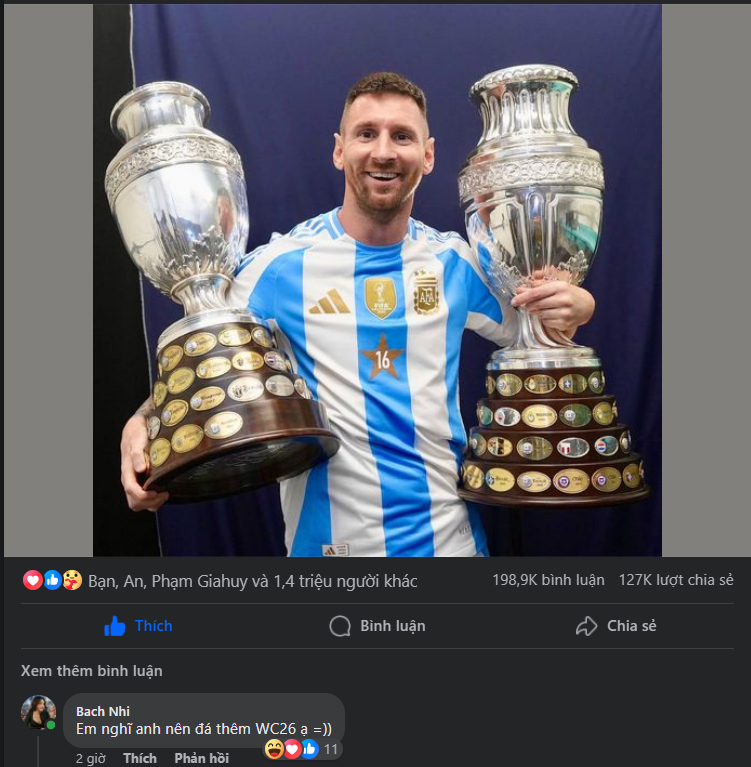 FIFA
AFA
16
Bạn, An, Phạm Giahuy và 1,4 triệu người khác
198,9K bình luận
127K lượt chia sẻ
Thích
Bình luận
Chia sẻ
Xem thêm bình luận
Bach Nhi
Em nghĩ anh nên đá thêm WC26 ạ =))
2 giờ
Thích
Phản hồi
11